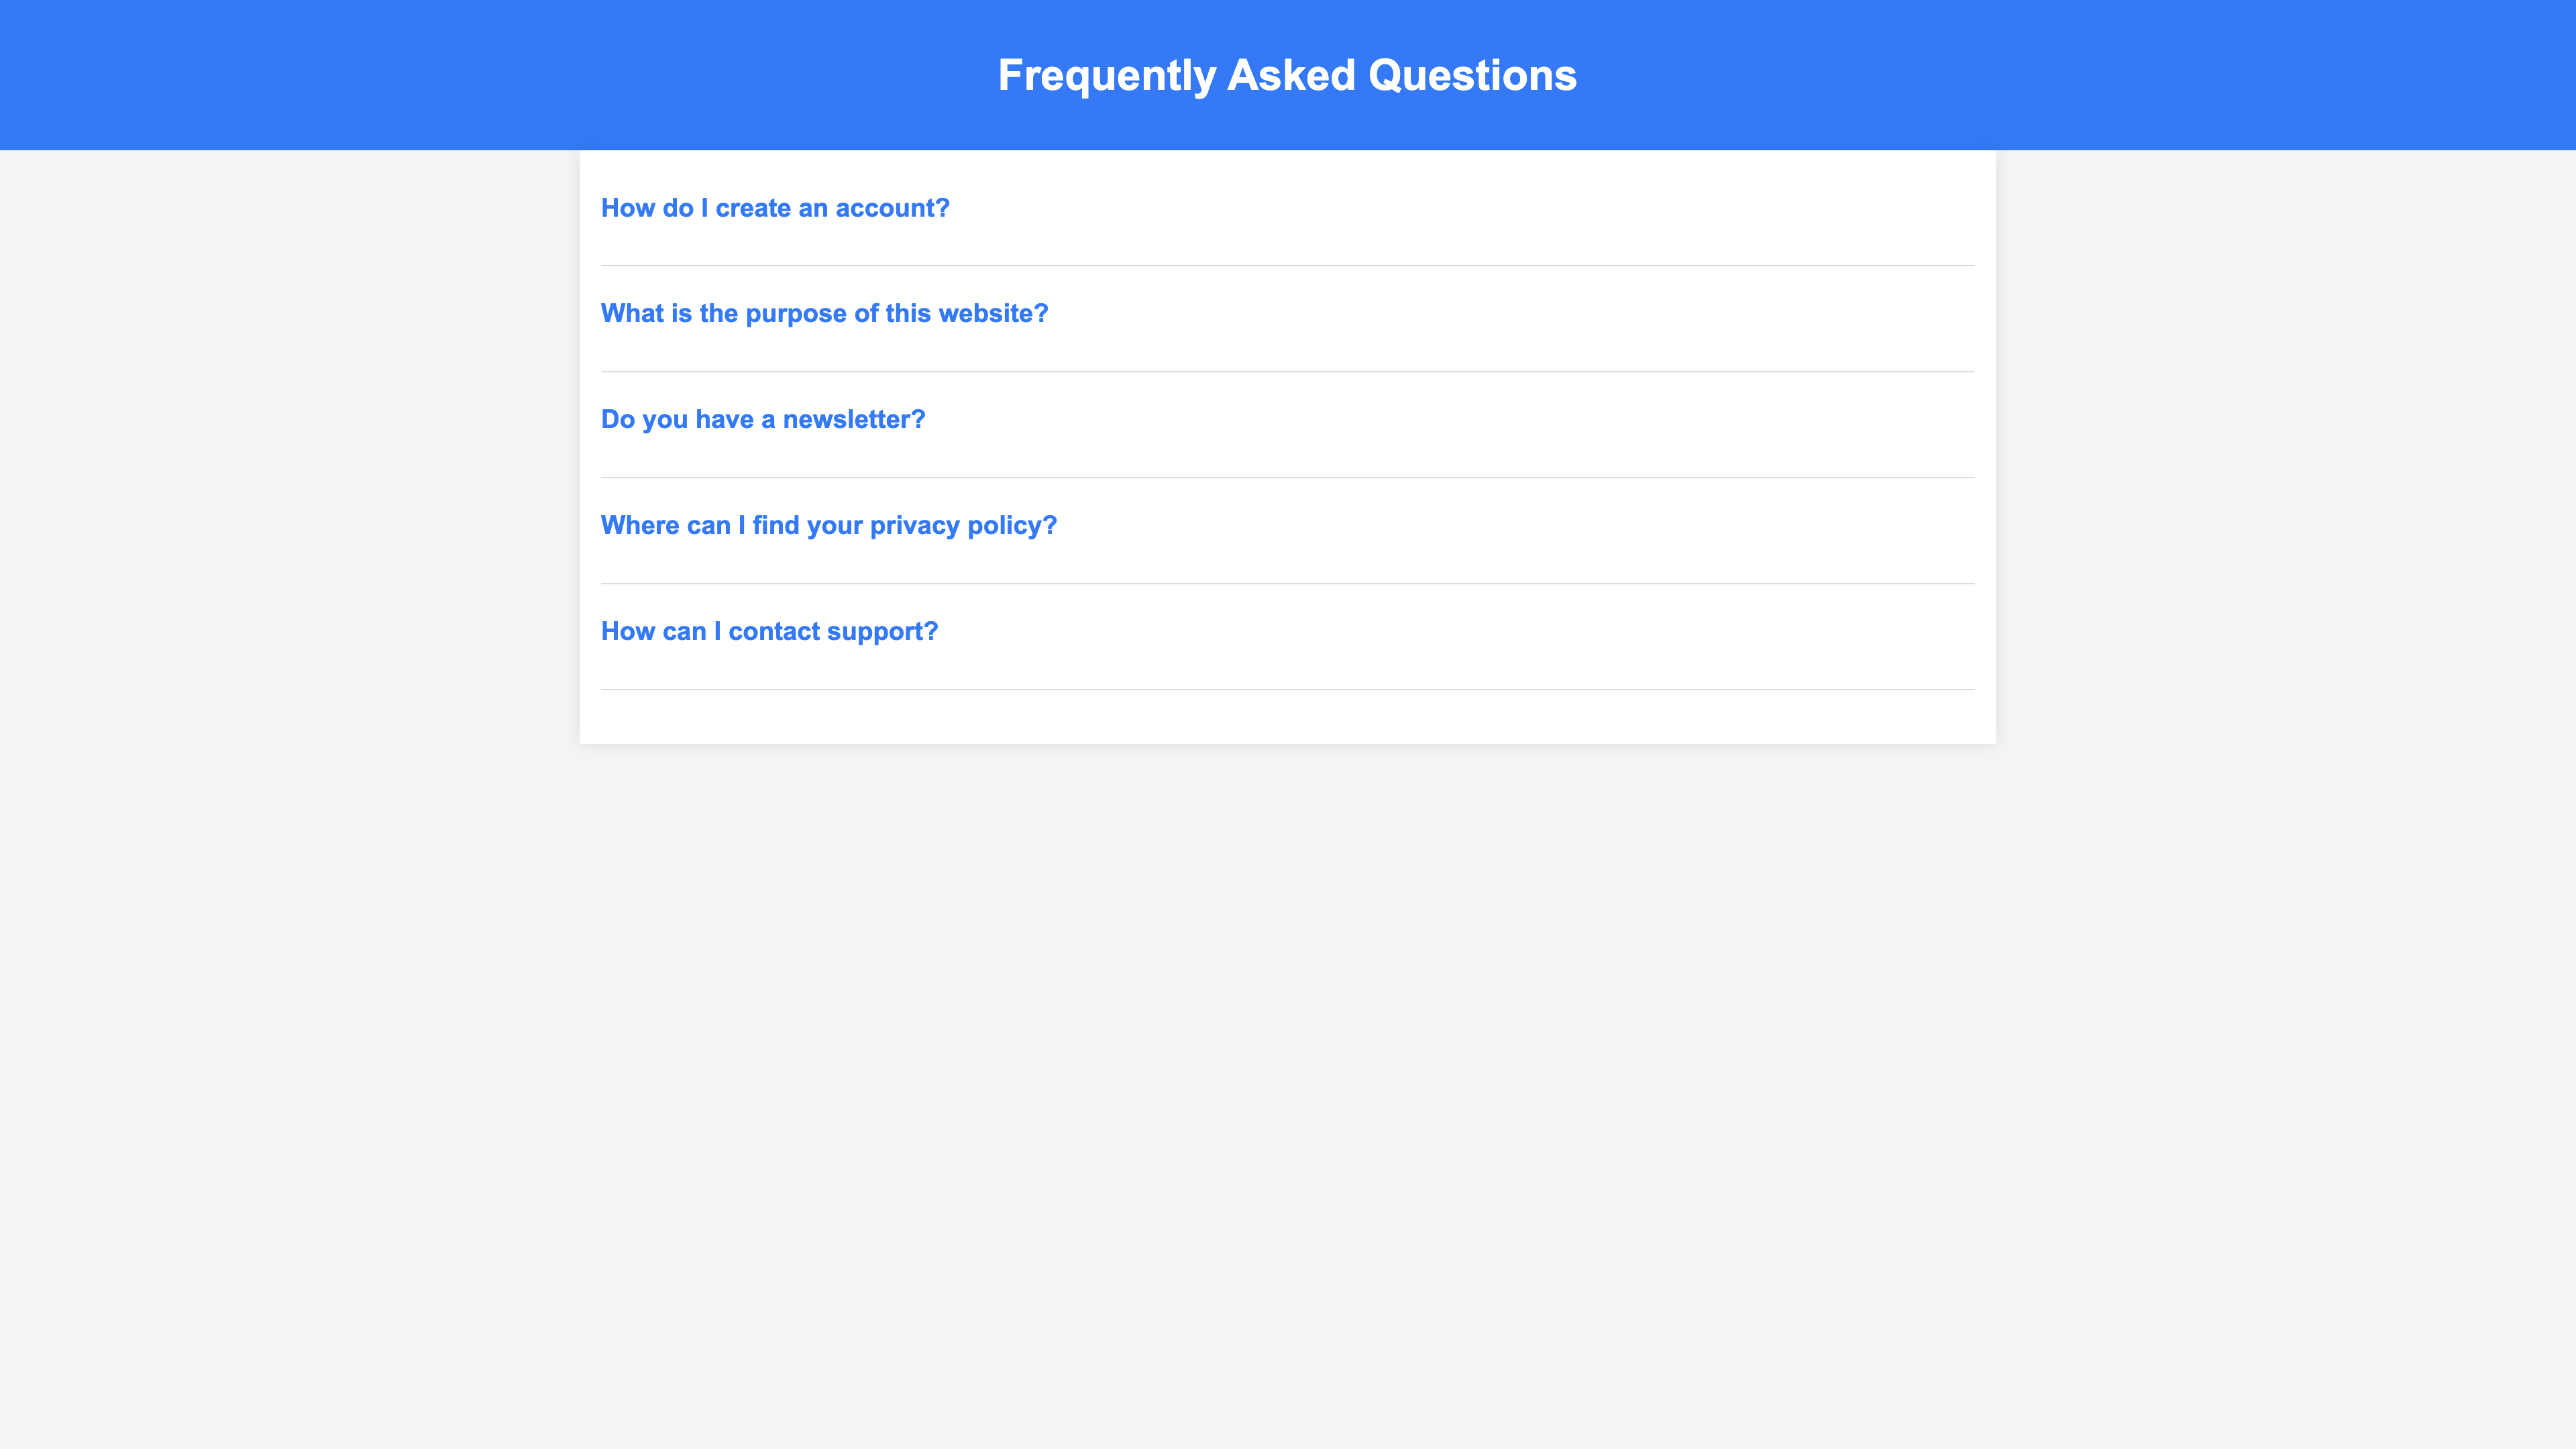 Frequently Asked Questions
How do I create an account?
What is the purpose of this website?
Do you have a newsletter?
Where can I find your privacy policy?
How can I contact support?